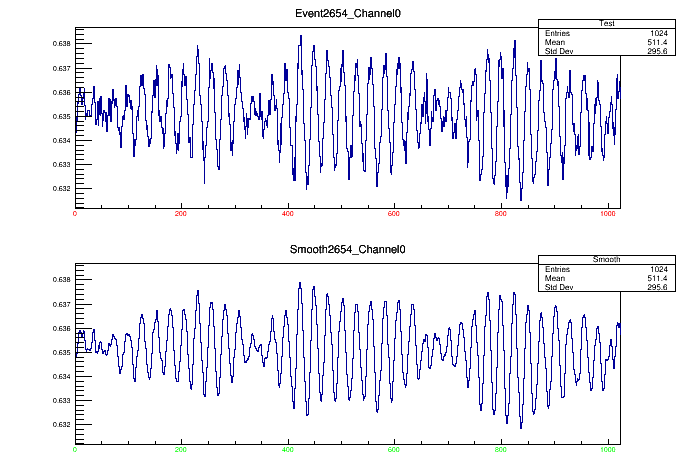 Event2654_Channel0
Test
Entries 1024
Mean 511.4
Std Dev 295.6
0.638
0.637
0.636
0.635
0.634
0.633
0.632
0 200 400 600 800 1000
Smooth2654_Channel0
Smooth
Entries 1024
Mean 511.4
Std Dev 295.6
0.638
0.637
0.636
0.635
0.634
0.633
0.632
0 200 400 600 800 1000